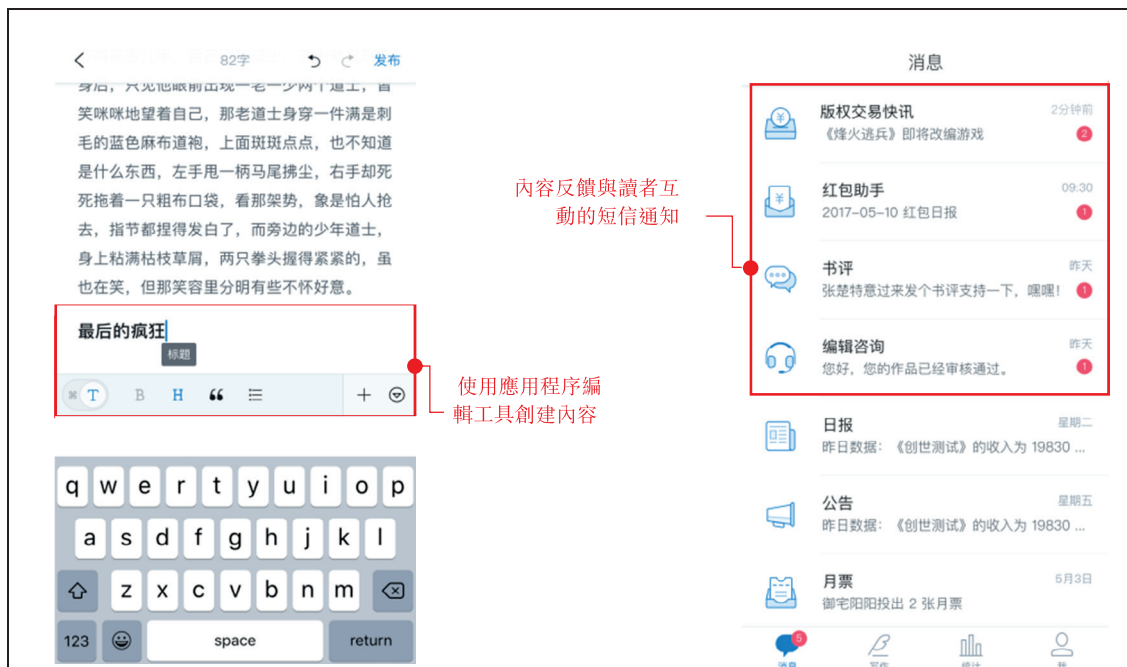 82字
发布
身后，只见他眼前出现一老一少两个道士，皆
笑咪咪地望着自己，那老道士身穿一件满是刺
毛的蓝色麻布道袍，上面斑斑点点，也不知道
是什么东西，左手甩一柄马尾拂尘，右手却死
死拖着一只粗布口袋，看那架势，象是怕人抢
去，指节都捏得发白了，而旁边的少年道士，
身上粘满枯枝草屑，两只拳头握得紧紧的，虽
也在笑，但那笑容里分明有些不怀好意。
最后的疯狂
标题
T B H
使用應用程序編
輯工具創建內容
q w e r t y u i o p
a s d f g h j k l
z x c v b n m
123 space return
內容反饋與讀者互
動的短信通知
消息
版权交易快讯 2分钟前
《烽火逃兵》即将改编游戏 2
红包助手 09:30
2017-05-10 红包日报 1
书评 昨天
张楚特意过来发个书评支持一下，嘿嘿！ 1
编辑咨询 昨天
您好，您的作品已经审核通过。 1
日报 星期二
昨日数据：《创世测试》的收入为 19830 ...
公告 星期五
昨日数据：《创世测试》的收入为 19830 ...
月票 5月3日
御宅阳阳投出 2 张月票
5
消息 写作 统计 我